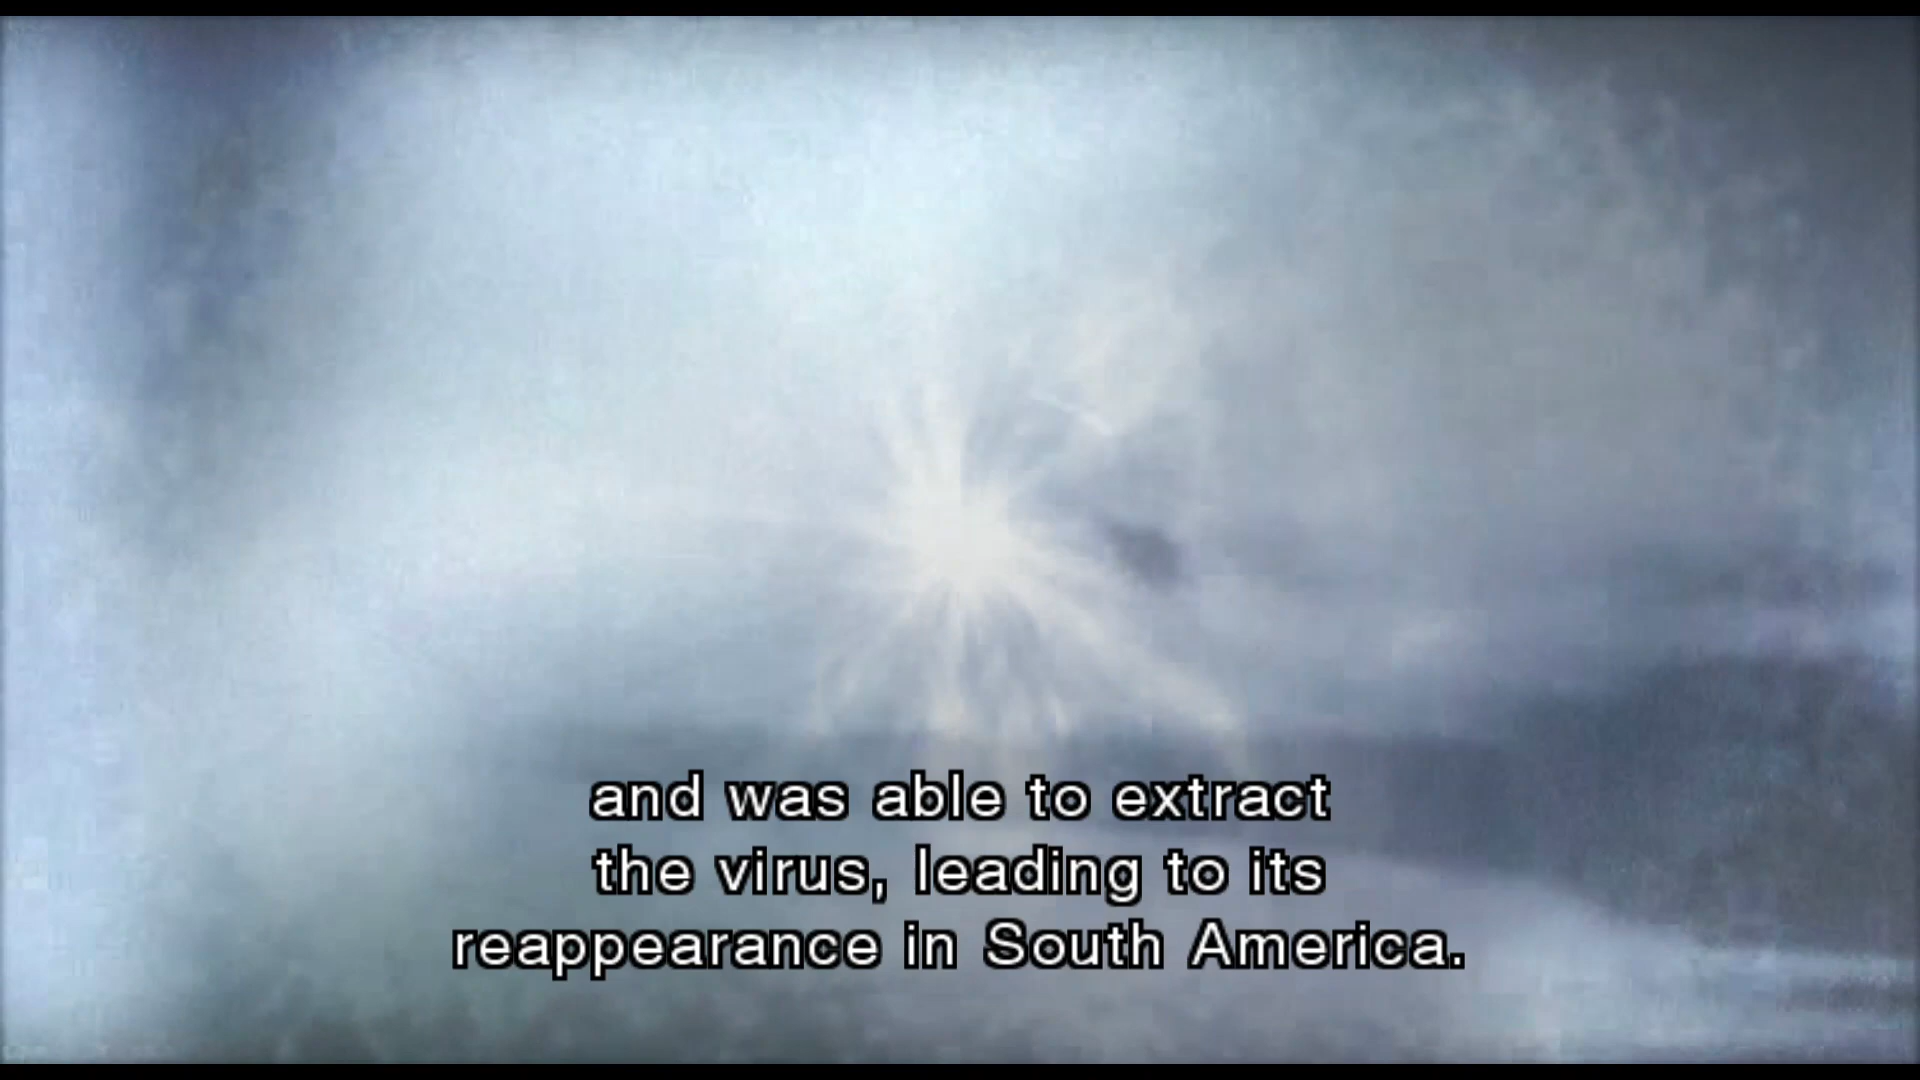 and was able to extract
the virus, leading to its
reappearance in South America.